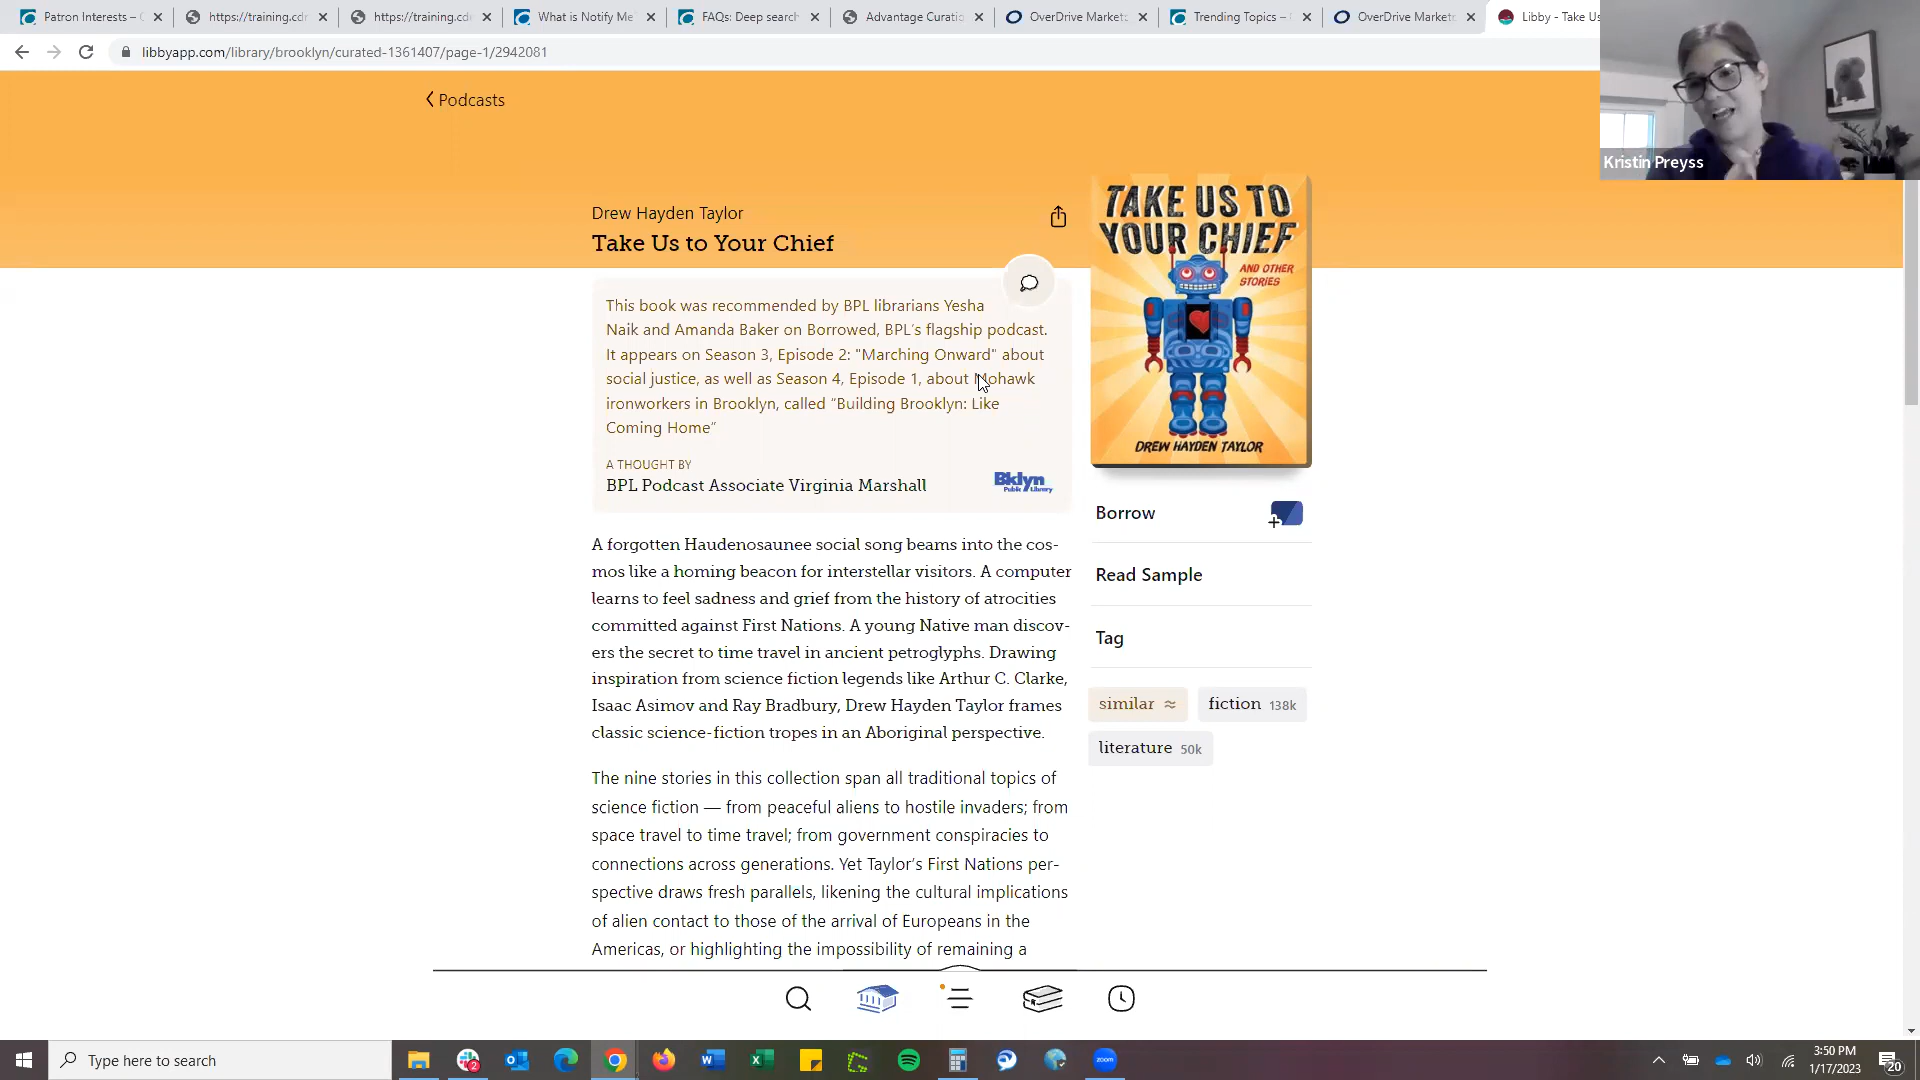 Patron Interests –
https://training.cdn
https://training.cde
What is Notify Me
FAQs: Deep search
Advantage Curatio
OverDrive Market
Trending Topics –
OverDrive Market
Libby - Take Us
libbyapp.com/library/brooklyn/curated-1361407/page-1/2942081
Podcasts
Kristin Preyss
Drew Hayden Taylor
Take Us to Your Chief
TAKE US TO
YOUR CHIEF
AND OTHER
STORIES
DREW HAYDEN TAYLOR
This book was recommended by BPL librarians Yesha
Naik and Amanda Baker on Borrowed, BPL's flagship podcast.
It appears on Season 3, Episode 2: "Marching Onward" about
social justice, as well as Season 4, Episode 1, about Mohawk
ironworkers in Brooklyn, called “Building Brooklyn: Like
Coming Home”
A THOUGHT BY
BPL Podcast Associate Virginia Marshall
Bklyn
Public Library
A forgotten Haudenosaunee social song beams into the cos-
mos like a homing beacon for interstellar visitors. A computer
learns to feel sadness and grief from the history of atrocities
committed against First Nations. A young Native man discov-
ers the secret to time travel in ancient petroglyphs. Drawing
inspiration from science fiction legends like Arthur C. Clarke,
Isaac Asimov and Ray Bradbury, Drew Hayden Taylor frames
classic science-fiction tropes in an Aboriginal perspective.
The nine stories in this collection span all traditional topics of
science fiction — from peaceful aliens to hostile invaders; from
space travel to time travel; from government conspiracies to
connections across generations. Yet Taylor's First Nations per-
spective draws fresh parallels, likening the cultural implications
of alien contact to those of the arrival of Europeans in the
Americas, or highlighting the impossibility of remaining a
Borrow
Read Sample
Tag
similar ≈
fiction 138k
literature 50k
Type here to search
zoom
3:50 PM
1/17/2023
20